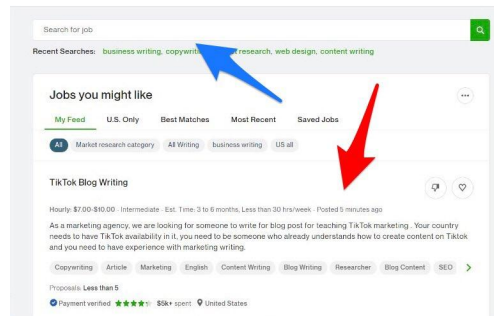 Search for job
Recent Searches: business writing, copywriting, research, web design, content writing
Jobs you might like
My Feed U.S. Only Best Matches Most Recent Saved Jobs
All Market research category All Writing business writing US all
TikTok Blog Writing
Hourly: $7.00-$10.00 - Intermediate - Est. Time: 3 to 6 months, Less than 30 hrs/week - Posted 5 minutes ago
As a marketing agency, we are looking for someone to write for blog post for teaching TikTok marketing . Your country
needs to have TikTok availability in it, you need to be someone who already understands how to create content on Tiktok
and you need to have experience with marketing writing.
Copywriting Article Marketing English Content Writing Blog Writing Researcher Blog Content SEO
Proposals: Less than 5
Payment verified $5k+ spent United States